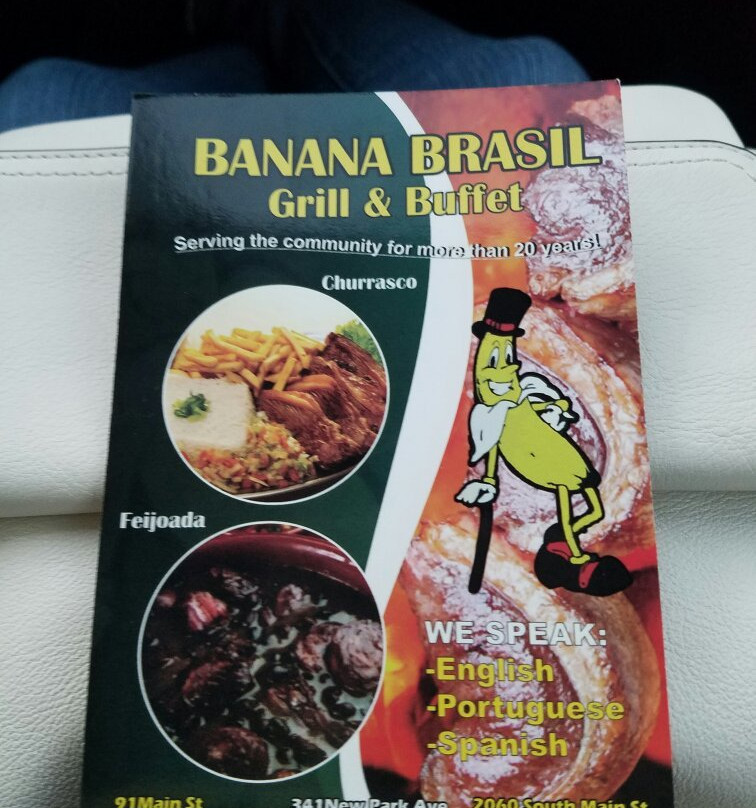 BANANA BRASIL
Grill & Buffet
Serving the community for more than 20 years!
Churrasco
Feijoada
WE SPEAK:
-English
-Portuguese
-Spanish
91Main St 341New Park Ave 2060 South Main St